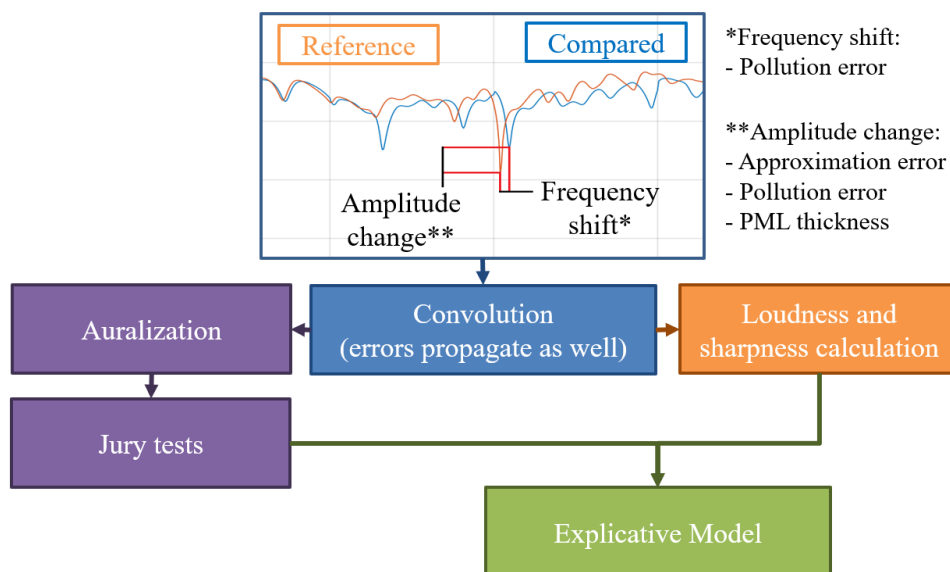 Reference
Compared
Amplitude
change**
Frequency
shift*
*Frequency shift:
- Pollution error
**Amplitude change:
- Approximation error
- Pollution error
- PML thickness
Auralization
Convolution
(errors propagate as well)
Loudness and
sharpness calculation
Jury tests
Explicative Model